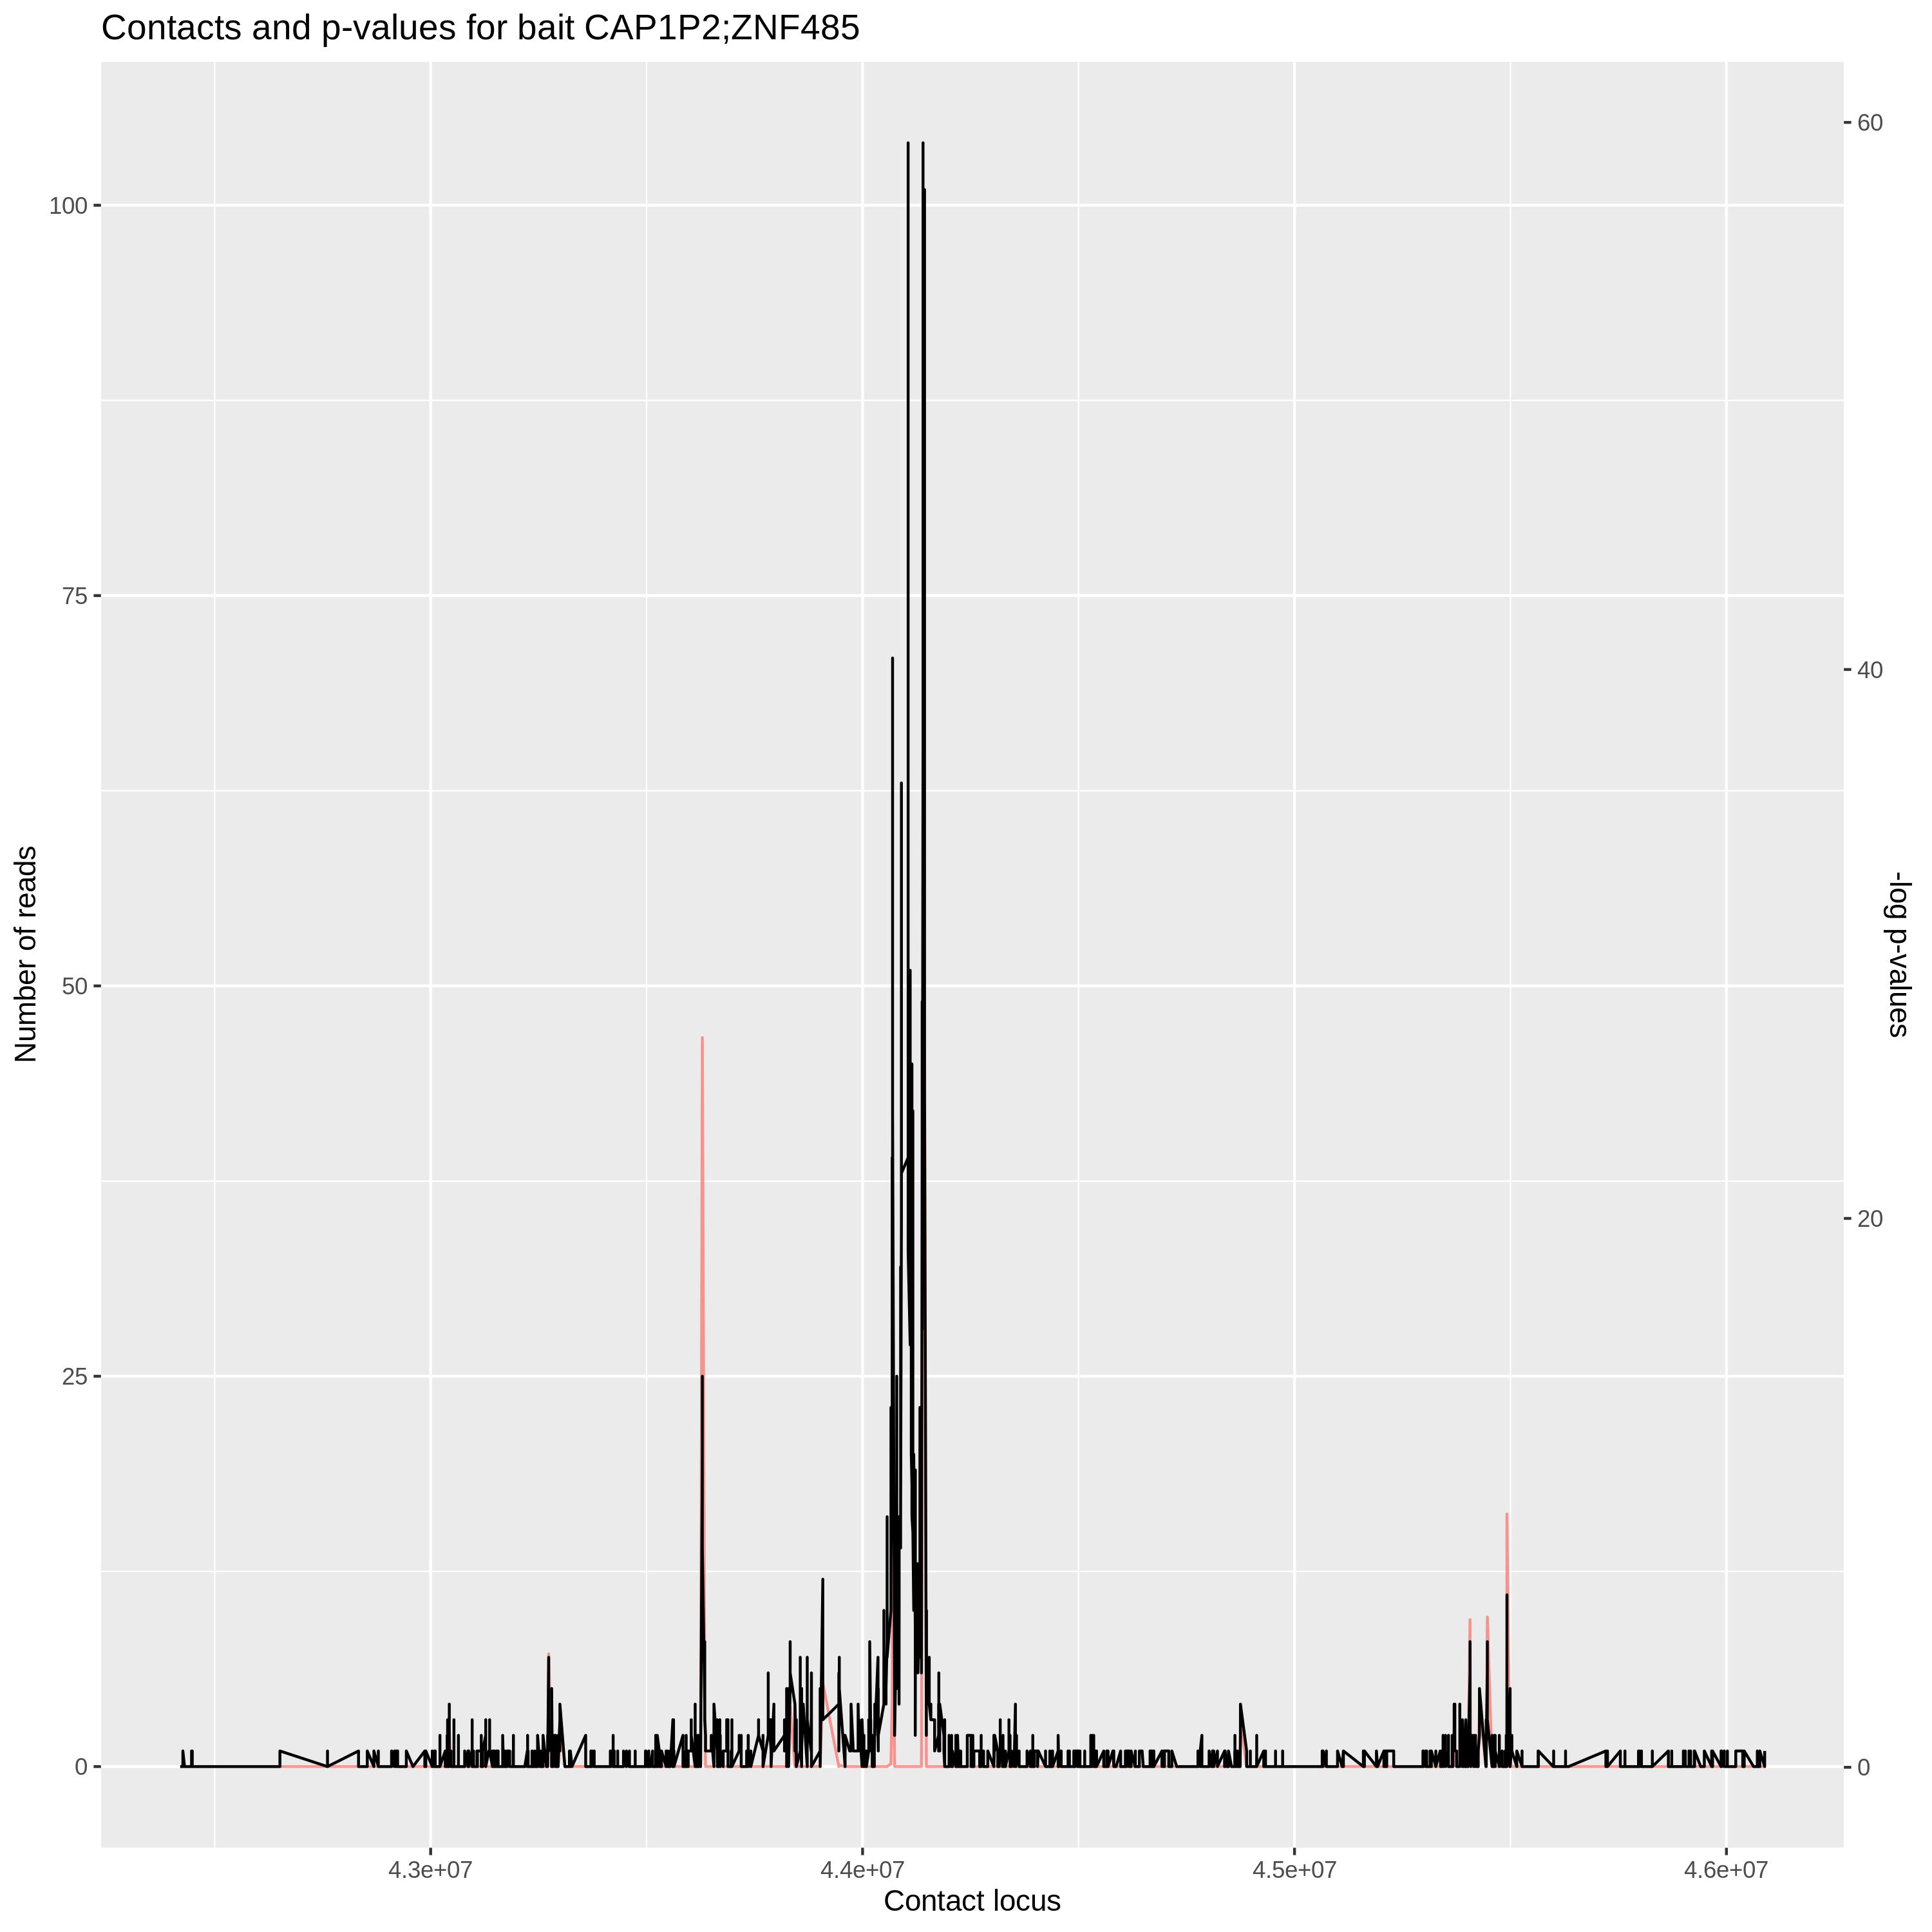 Contacts and p-values for bait CAP1P2;ZNF485
100
75
50
25
0
Number of reads
60
40
20
0
-log p-values
4.3e+07
4.4e+07
4.5e+07
4.6e+07
Contact locus